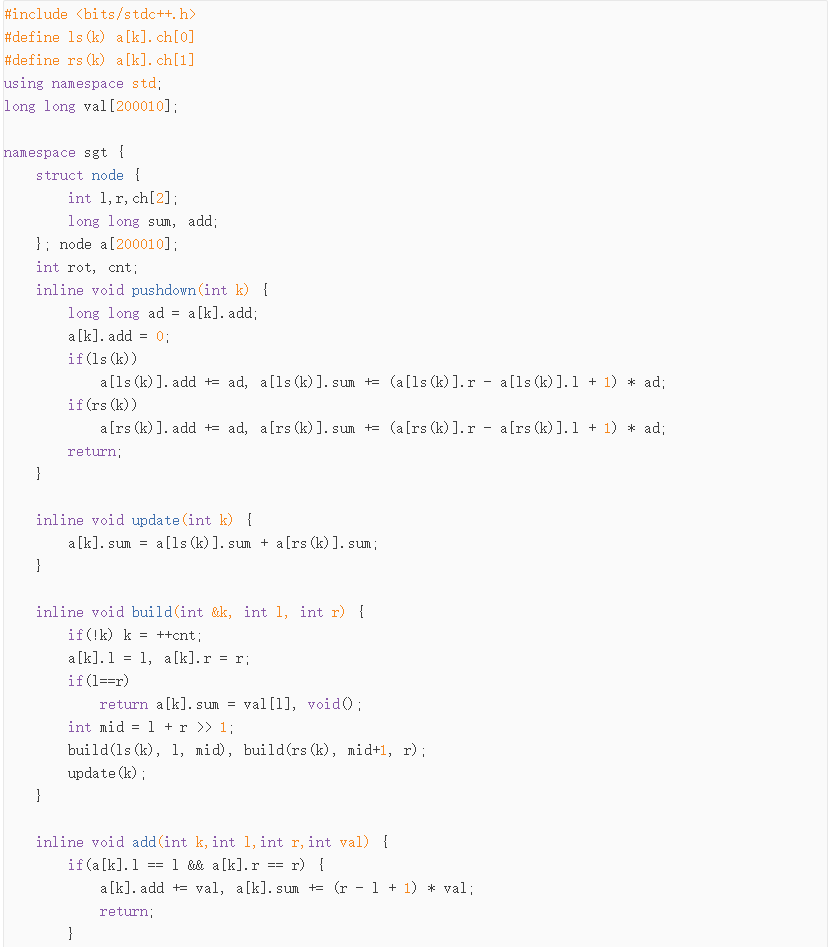 #include <bits/stdc++.h>
#define ls(k) a[k].ch[0]
#define rs(k) a[k].ch[1]
using namespace std;
long long val[200010];

namespace sgt {
    struct node {
        int l,r,ch[2];
        long long sum, add;
    }; node a[200010];
    int rot, cnt;
    inline void pushdown(int k) {
        long long ad = a[k].add;
        a[k].add = 0;
        if(ls(k))
            a[ls(k)].add += ad, a[ls(k)].sum += (a[ls(k)].r - a[ls(k)].l + 1) * ad;
        if(rs(k))
            a[rs(k)].add += ad, a[rs(k)].sum += (a[rs(k)].r - a[rs(k)].l + 1) * ad;
        return;
    }

    inline void update(int k) {
        a[k].sum = a[ls(k)].sum + a[rs(k)].sum;
    }

    inline void build(int &k, int l, int r) {
        if(!k) k = ++cnt;
        a[k].l = l, a[k].r = r;
        if(l==r)
            return a[k].sum = val[l], void();
        int mid = l + r >> 1;
        build(ls(k), l, mid), build(rs(k), mid+1, r);
        update(k);
    }

    inline void add(int k,int l,int r,int val) {
        if(a[k].l == l && a[k].r == r) {
            a[k].add += val, a[k].sum += (r - l + 1) * val;
            return;
        }